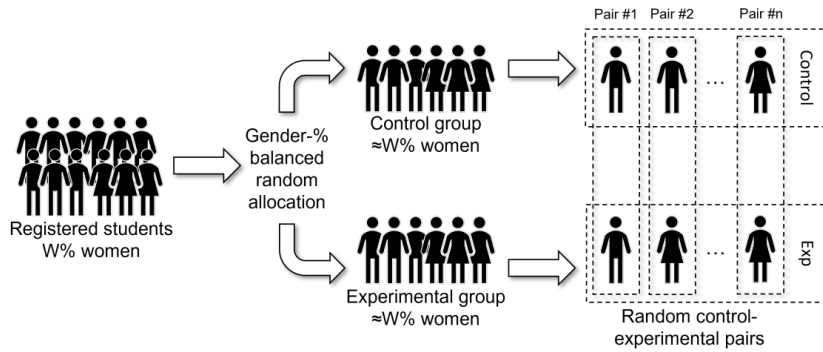 Registered students
W% women
Gender-%
balanced
random
allocation
Control group
≈W% women
Experimental group
≈W% women
Pair #1 Pair #2 Pair #n
...
Control
...
Exp
Random control-
experimental pairs